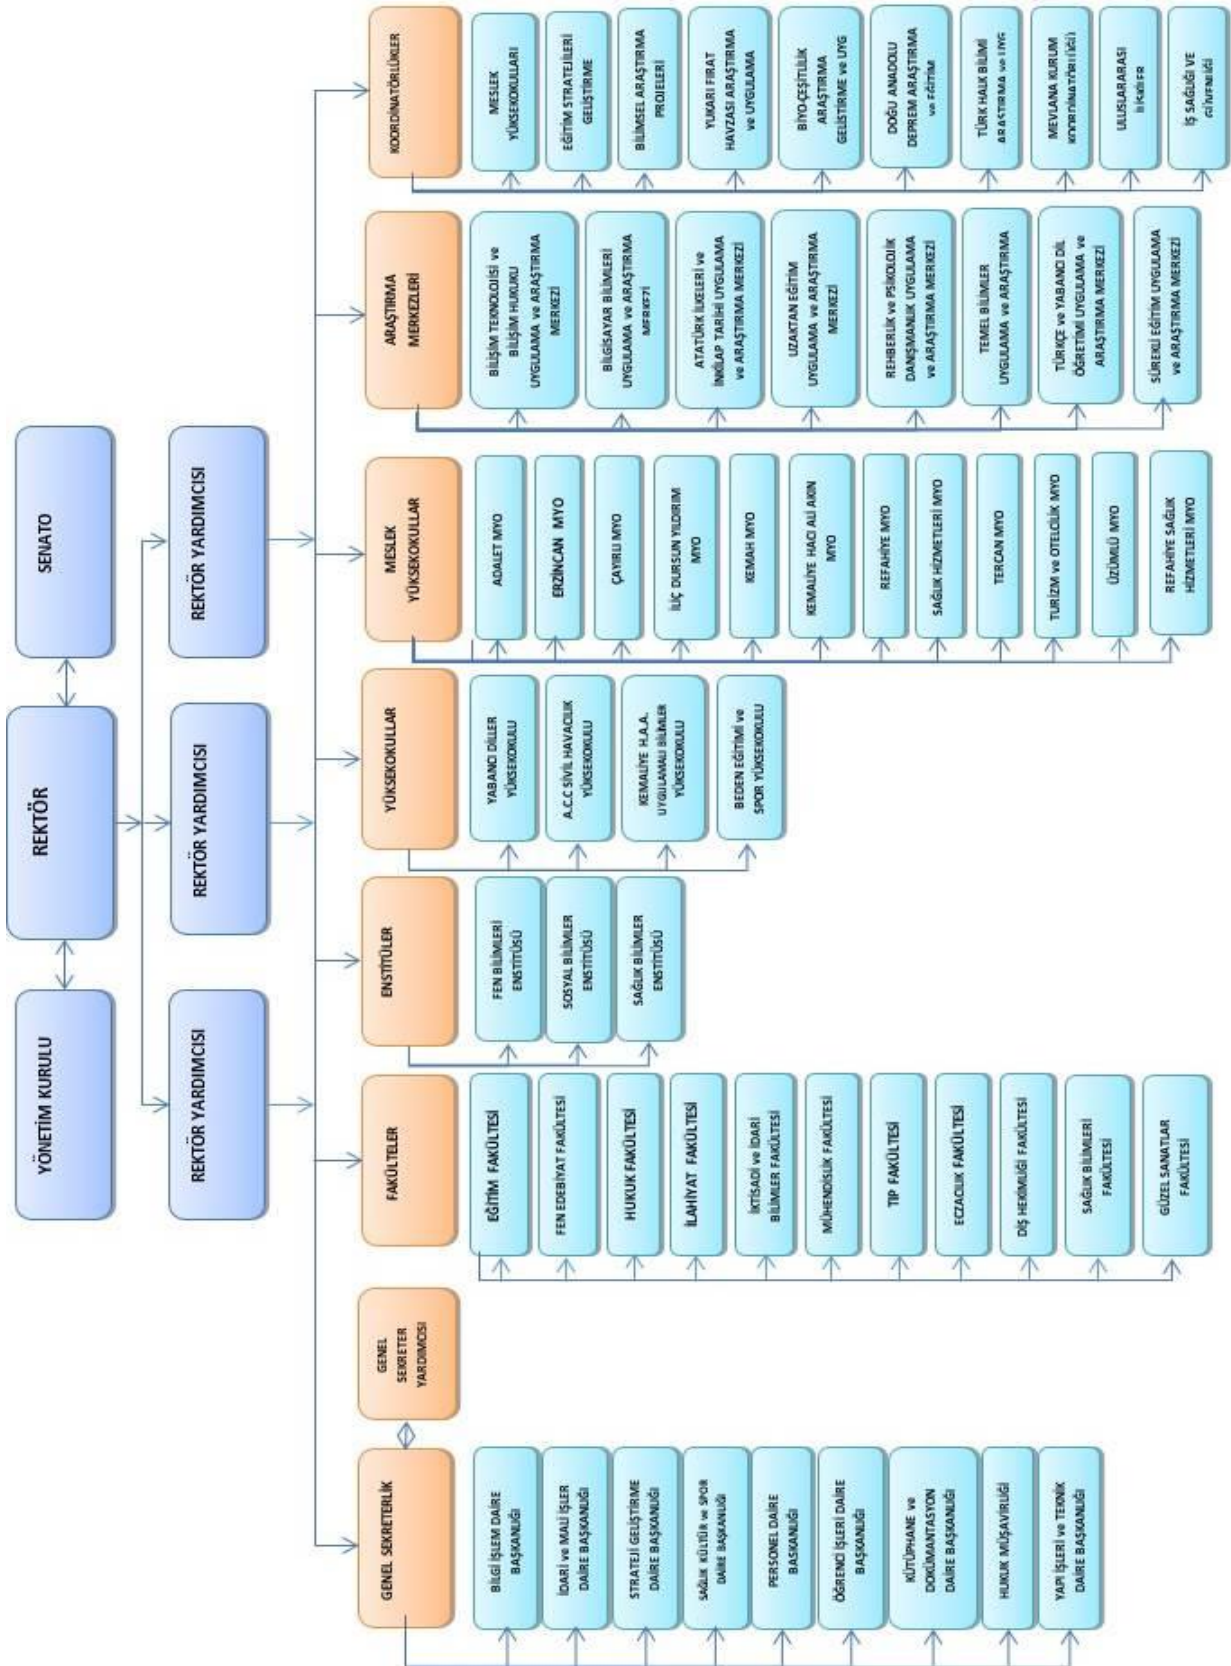 YÖNETİM KURULU
REKTÖR
SENATO
REKTÖR YARDIMCISI
REKTÖR YARDIMCISI
REKTÖR YARDIMCISI
GENEL SEKRETERLİK
GENEL
SEKRETER
YARDIMCISI
BİLGİ İŞLEM DAİRE
BAŞKANLIĞI
İDARİ ve MALİ İŞLER
DAİRE BAŞKANLIĞI
STRATEJİ GELİŞTİRME
DAİRE BAŞKANLIĞI
SAĞLIK KÜLTÜR ve SPOR
DAİRE BAŞKANLIĞI
PERSONEL DAİRE
BASKANLIĞI
ÖĞRENCİ İŞLERİ DAİRE
BAŞKANLIĞI
KÜTÜPHANE ve
DOKÜMANTASYON
DAİRE BAŞKANLIĞI
HUKUK MÜŞAVİRLİĞİ
YAPI İŞLERİ ve TEKNİK
DAİRE BAŞKANLIĞI
FAKÜLTELER
EĞİTİM FAKÜLTESİ
FEN EDEBİYAT FAKÜLTESİ
HUKUK FAKÜLTESİ
İLAHİYAT FAKÜLTESİ
İKTİSADİ ve İDARİ
BİLİMLER FAKÜLTESİ
MÜHENDİSLİK FAKÜLTESİ
TIP FAKÜLTESİ
ECZACILIK FAKÜLTESİ
DİŞ HEKİMLİĞİ FAKÜLTESİ
SAĞLIK BİLİMLERİ
FAKÜLTESİ
GÜZEL SANATLAR
FAKÜLTESİ
ENSTİTÜLER
FEN BİLİMLERİ
ENSTİTÜSÜ
SOSYAL BİLİMLER
ENSTİTÜSÜ
SAĞLIK BİLİMLER
ENSTİTÜSÜ
YÜKSEKOKULLAR
YABANCI DİLLER
YÜKSEKOKULU
A.C.C SİVİL HAVACILIK
YÜKSEKOKULU
KEMALİYE H.A.A.
UYGULAMALI BİLİMLER
YÜKSEKOKULU
BEDEN EĞİTİMİ ve
SPOR YÜKSEKOKULU
MESLEK
YÜKSEKOKULLAR
ADALET MYO
ERZİNCAN MYO
ÇAYIRLI MYO
İLİÇ DURSUN YILDIRIM
MYO
KEMAH MYO
KEMALİYE HACI ALİ AKIN
MYO
REFAHİYE MYO
SAĞLIK HİZMETLERİ MYO
TERCAN MYO
TURİZM ve OTELCİLİK MYO
ÜZÜMLÜ MYO
REFAHİYE SAĞLIK
HİZMETLERİ MYO
ARAŞTIRMA
MERKEZLERİ
BİLİŞİM TEKNOLOJİSİ ve
BİLİŞİM HUKUKU
UYGULAMA ve ARAŞTIRMA
MERKEZİ
BİLGİSAYAR BİLİMLERİ
UYGULAMA ve ARAŞTIRMA
MERKEZİ
ATATÜRK İLKELERİ ve
İNKILAP TARİHİ UYGULAMA
ve ARAŞTIRMA MERKEZİ
UZAKTAN EĞİTİM
UYGULAMA ve ARAŞTIRMA
MERKEZİ
REHBERLİK ve PSİKOLOJİK
DANIŞMANLIK UYGULAMA
ve ARAŞTIRMA MERKEZİ
TEMEL BİLİMLER
UYGULAMA ve ARAŞTIRMA
TÜRKÇE ve YABANCI DİL
ÖĞRETİMİ UYGULAMA ve
ARAŞTIRMA MERKEZİ
SÜREKLİ EĞİTİM UYGULAMA
ve ARAŞTIRMA MERKEZİ
KOORDİNATÖRLÜKLER
MESLEK
YÜKSEKOKULLARI
EĞİTİM STRATEJİLERİ
GELİŞTİRME
BİLİMSEL ARAŞTIRMA
PROJELERİ
YUKARI FIRAT
HAVZASI ARAŞTIRMA
ve UYGULAMA
BİYO-ÇEŞİTLİLİK
ARAŞTIRMA
GELİSTİRME ve UYG
DOĞU ANADOLU
DEPREM ARAŞTIRMA
ve EĞİTİM
TÜRK HALK BİLİMİ
ARASTIRMA ve UYG
MEVLANA KURUM
KOORDİNATÖRLÜĞÜ
ULUSLARARASI
İLİŞKİLER
İŞ SAĞLIĞI VE
GÜVENLİĞİ